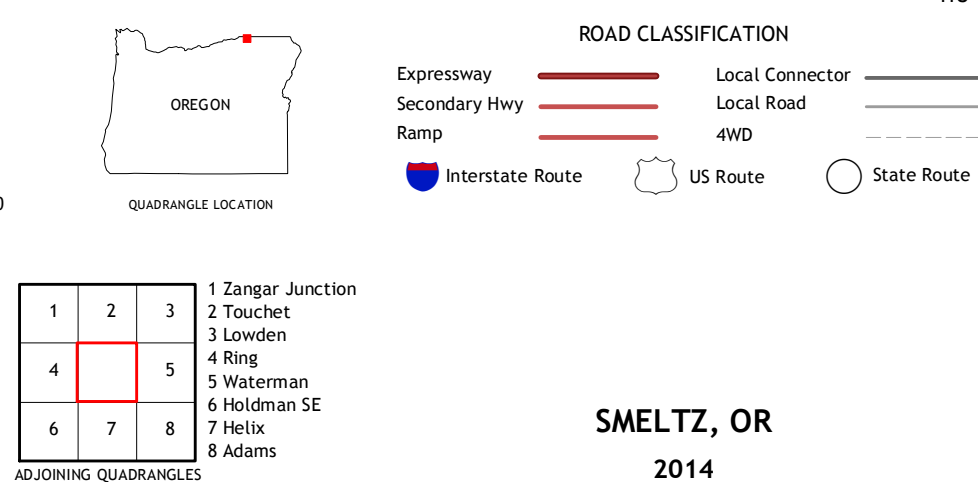 ROAD CLASSIFICATION
Expressway
Local Connector
Secondary Hwy
Local Road
Ramp
4WD
Interstate Route
US Route
State Route
OREGON
QUADRANGLE LOCATION
1 2 3
4 5
6 7 8
1 Zangar Junction
2 Touchet
3 Lowden
4 Ring
5 Waterman
6 Holdman SE
7 Helix
8 Adams
ADJOINING QUADRANGLES
SMELTZ, OR
2014